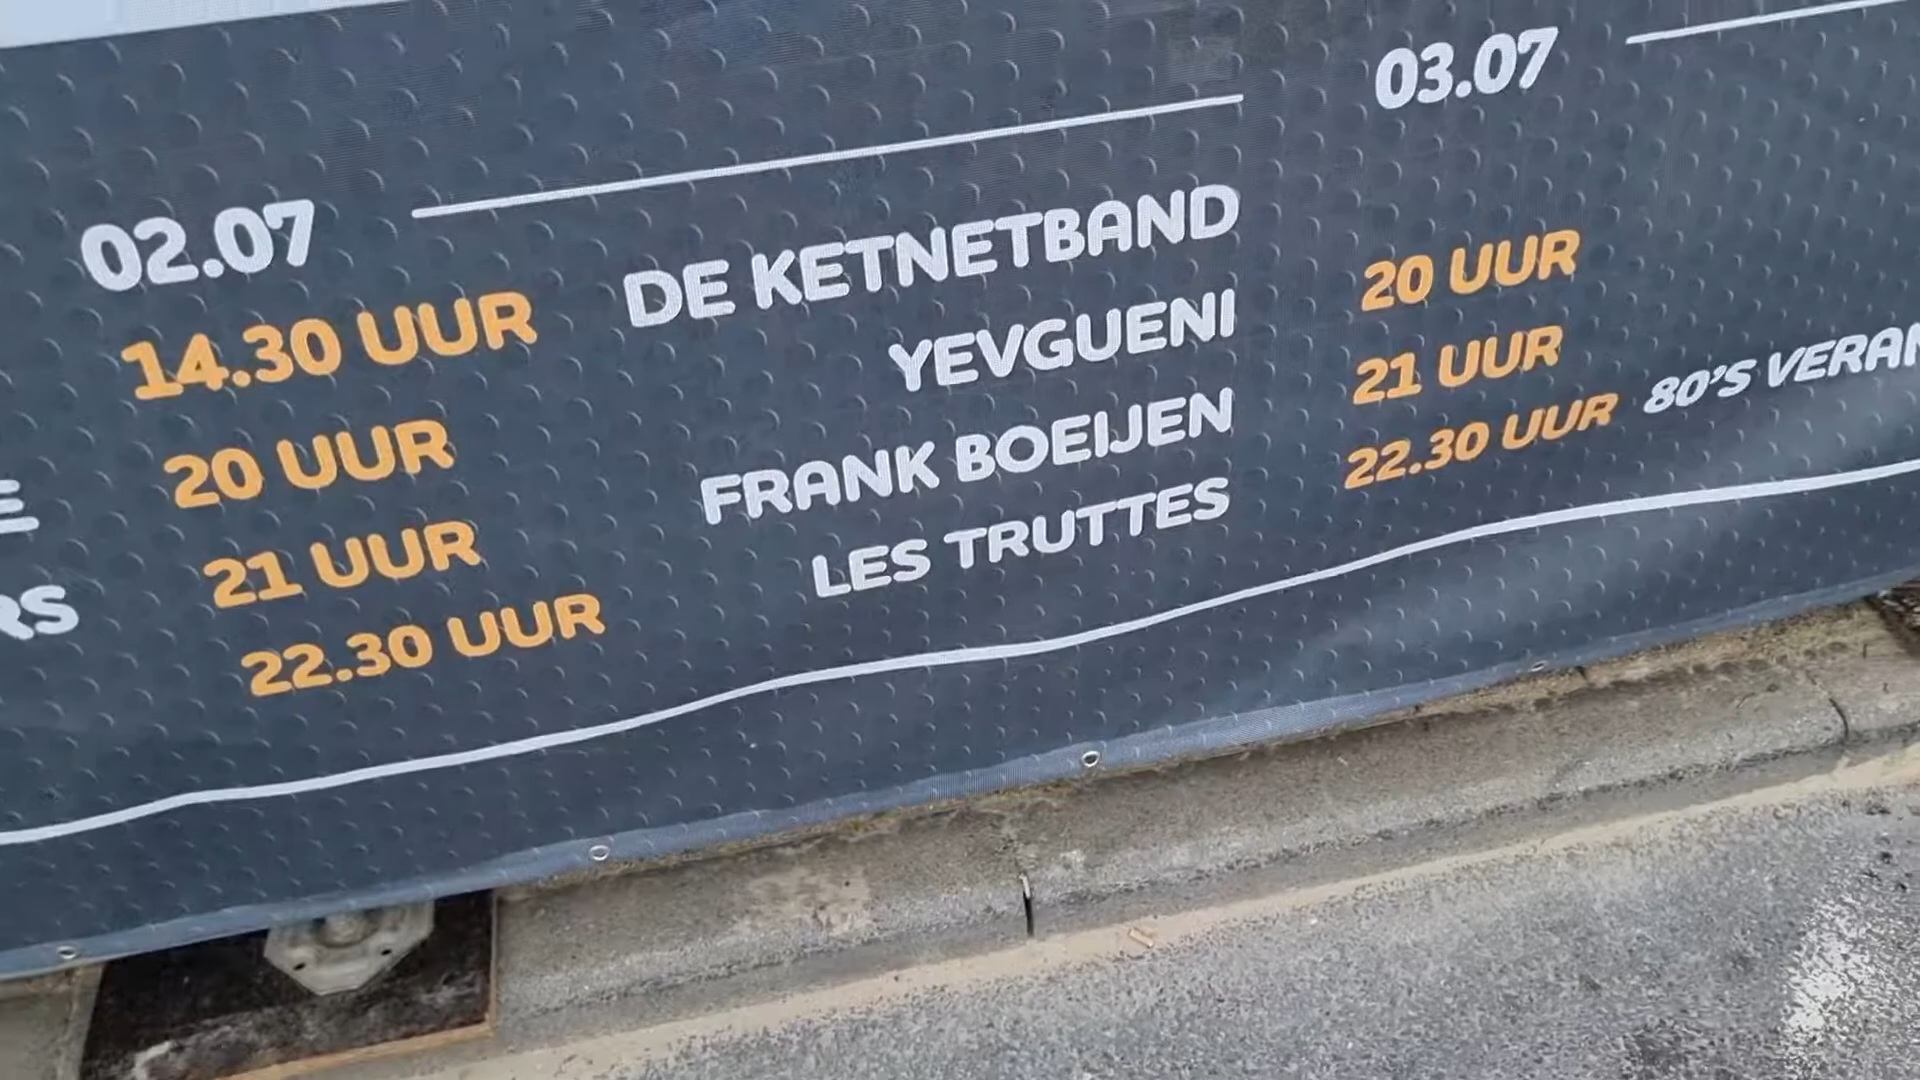 02.07
14.30 UUR DE KETNETBAND
20 UUR YEVGUENI
21 UUR FRANK BOEIJEN
22.30 UUR LES TRUTTES
03.07
20 UUR
21 UUR
22.30 UUR 80'S